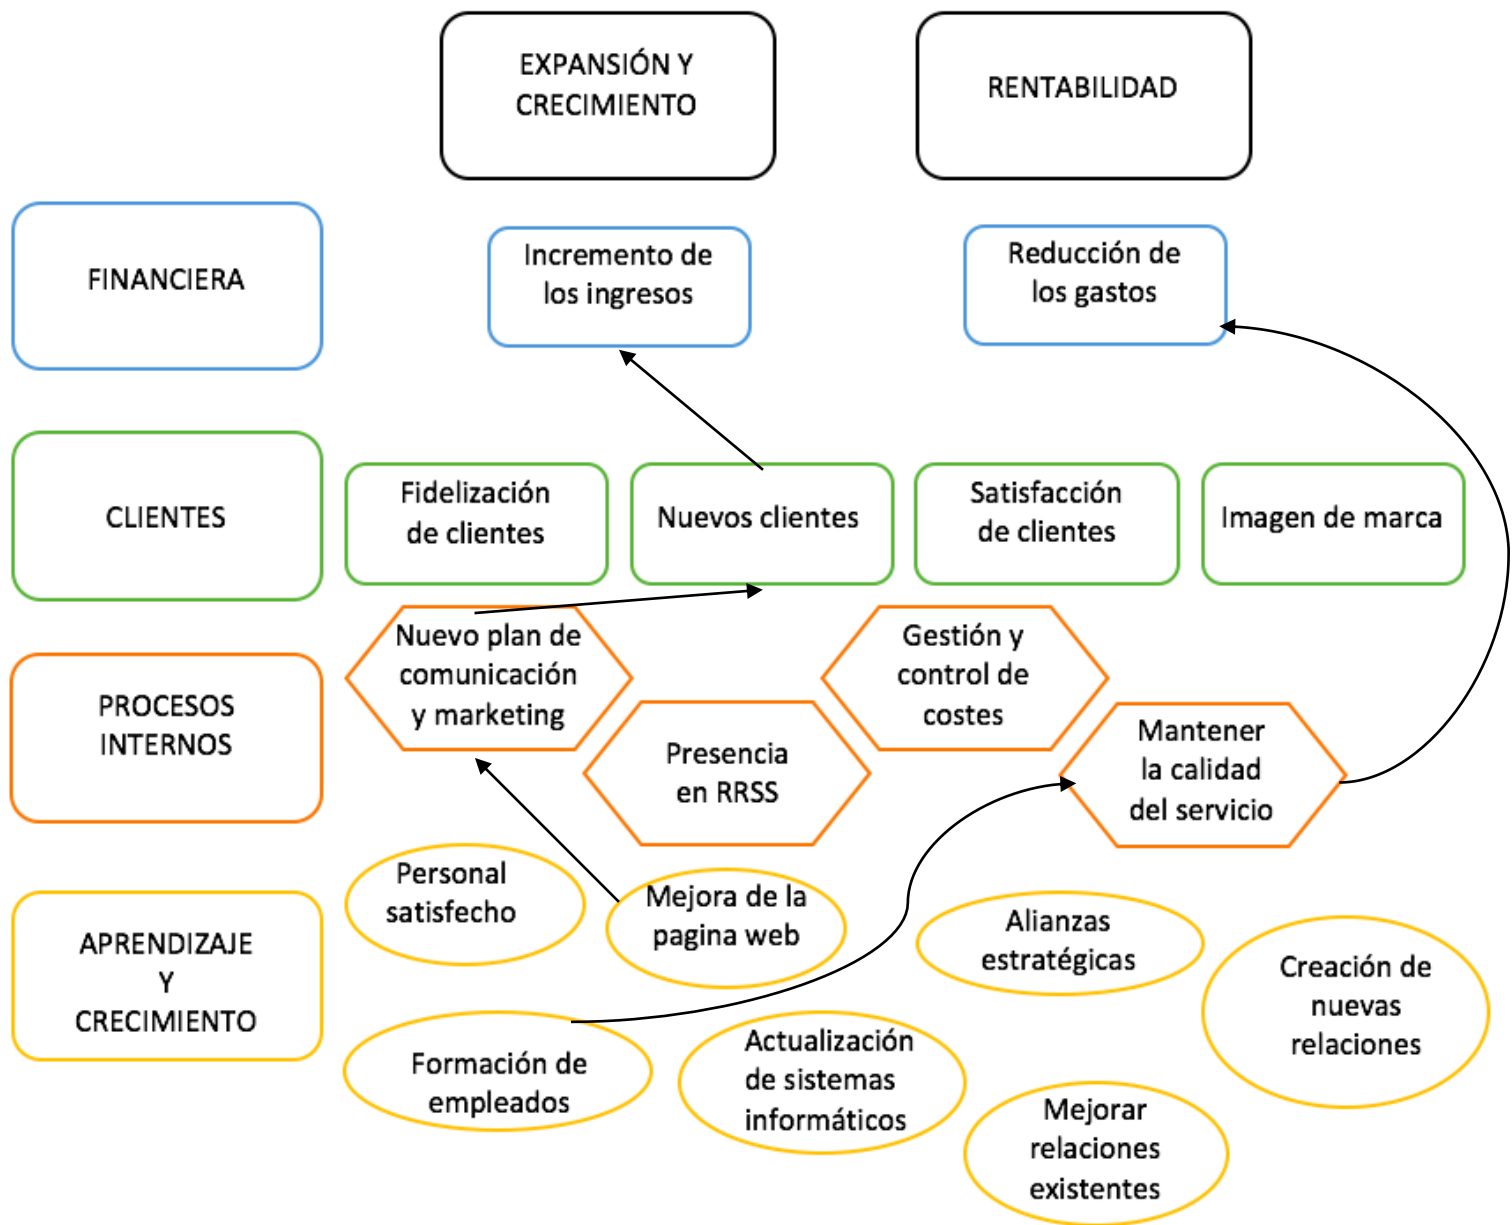 EXPANSIÓN Y
CRECIMIENTO
RENTABILIDAD
FINANCIERA
Incremento de
los ingresos
Reducción de
los gastos
CLIENTES
Fidelización
de clientes
Nuevos clientes
Satisfacción
de clientes
Imagen de marca
PROCESOS
INTERNOS
Nuevo plan de
comunicación
y marketing
Presencia
en RRSS
Gestión y
control de
costes
Mantener
la calidad
del servicio
APRENDIZAJE
Y
CRECIMIENTO
Personal
satisfecho
Mejora de la
pagina web
Alianzas
estratégicas
Creación de
nuevas
relaciones
Formación de
empleados
Actualización
de sistemas
informáticos
Mejorar
relaciones
existentes